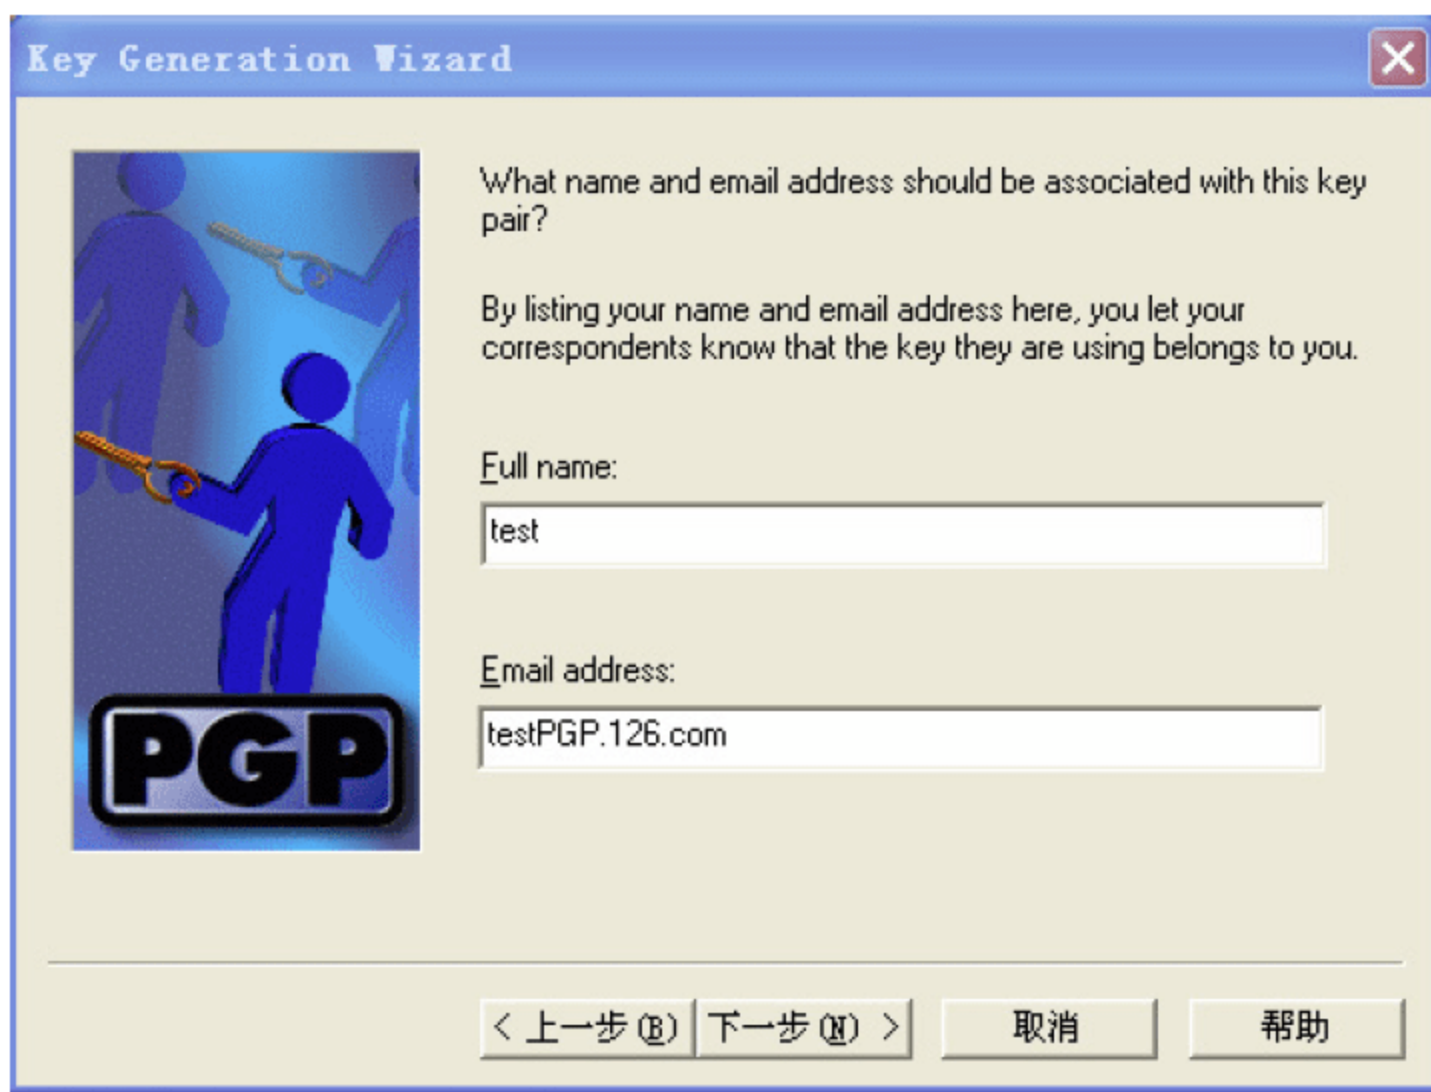 Key Generation Wizard
What name and email address should be associated with this key
pair?
By listing your name and email address here, you let your
correspondents know that the key they are using belongs to you.
Full name:
test
Email address:
testPGP.126.com
PGP
< 上一步(B) 下一步(N) > 取消 帮助